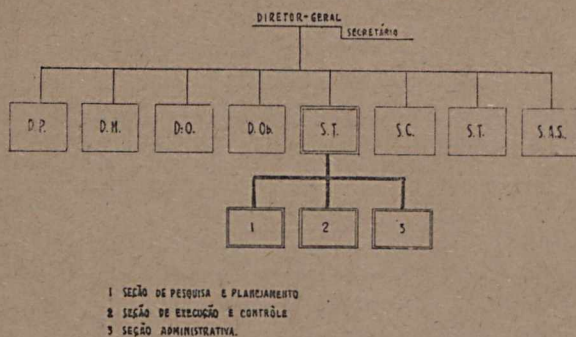 DIRETOR-GERAL
SECRETÁRIO
D.P. D.M. D.O. D.Ob. S.T. S.C. S.T. S.A.S.
1 2 3
1 SEÇÃO DE PESQUISA E PLANEJAMENTO
2 SEÇÃO DE EXECUÇÃO E CONTRÔLE
3 SEÇÃO ADMINISTRATIVA.